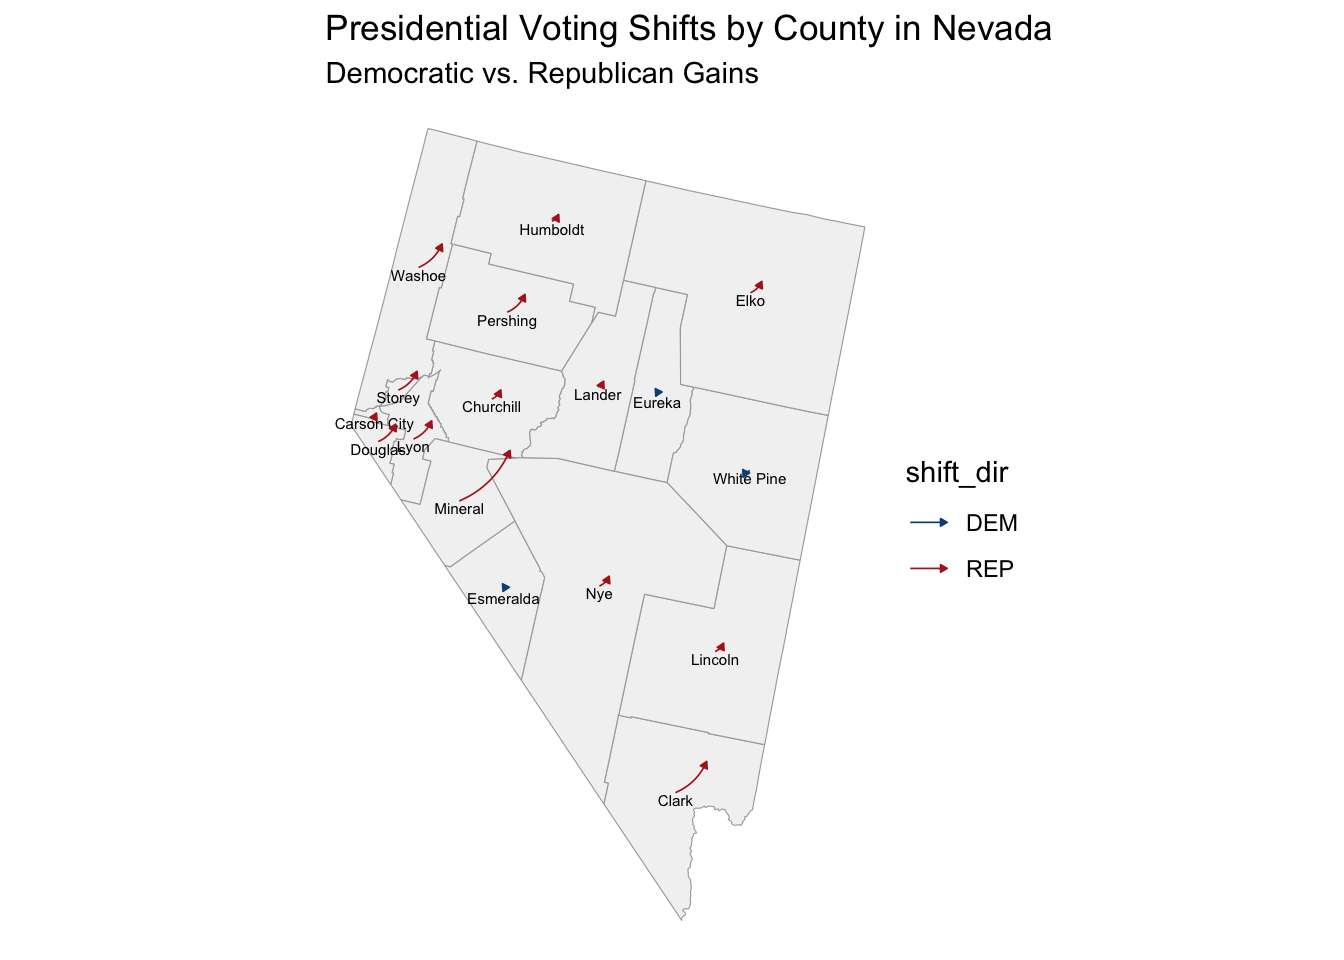 Presidential Voting Shifts by County in Nevada
Democratic vs. Republican Gains
Humboldt
Washoe
Elko
Pershing
Storey
Churchill
Lander
Eureka
Carson City
Douglas
Lyon
White Pine
Mineral
shift_dir
DEM
REP
Esmeralda
Nye
Lincoln
Clark